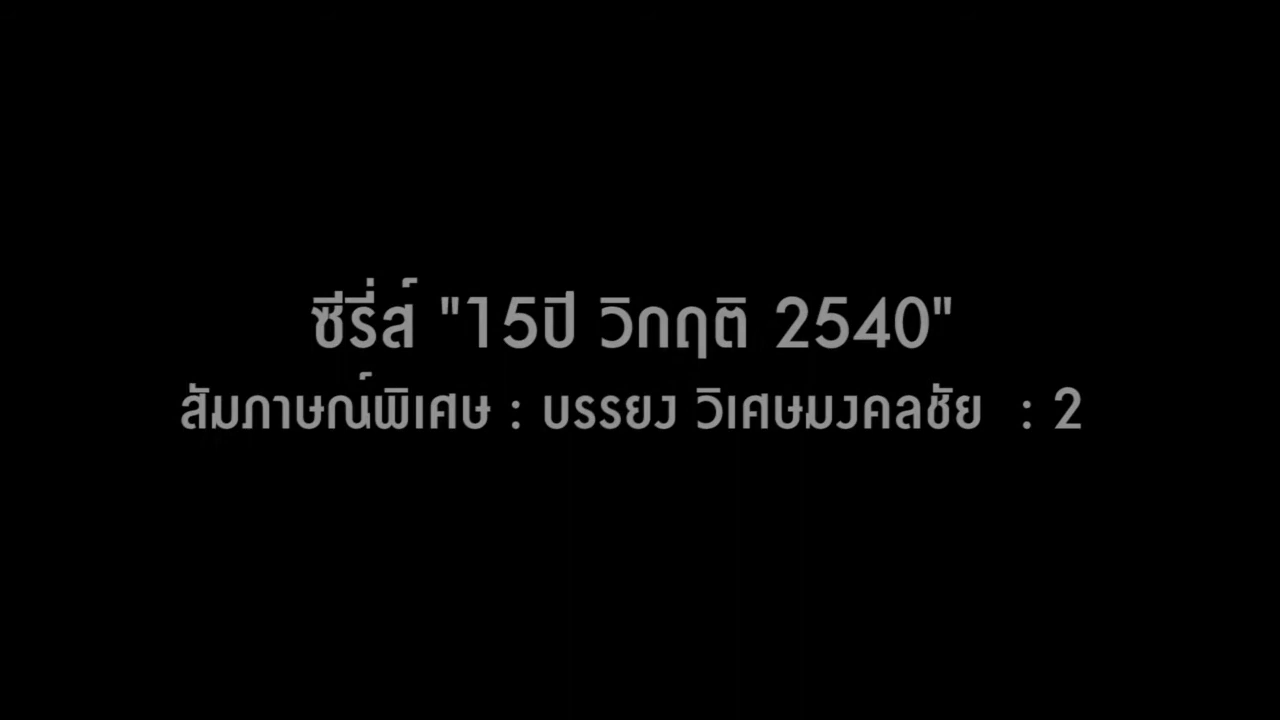 ซีรี่ส์ "15ปี วิกฤติ 2540"
สัมภาษณ์พิเศษ : บรรยง วิเศษมงคลชัย : 2